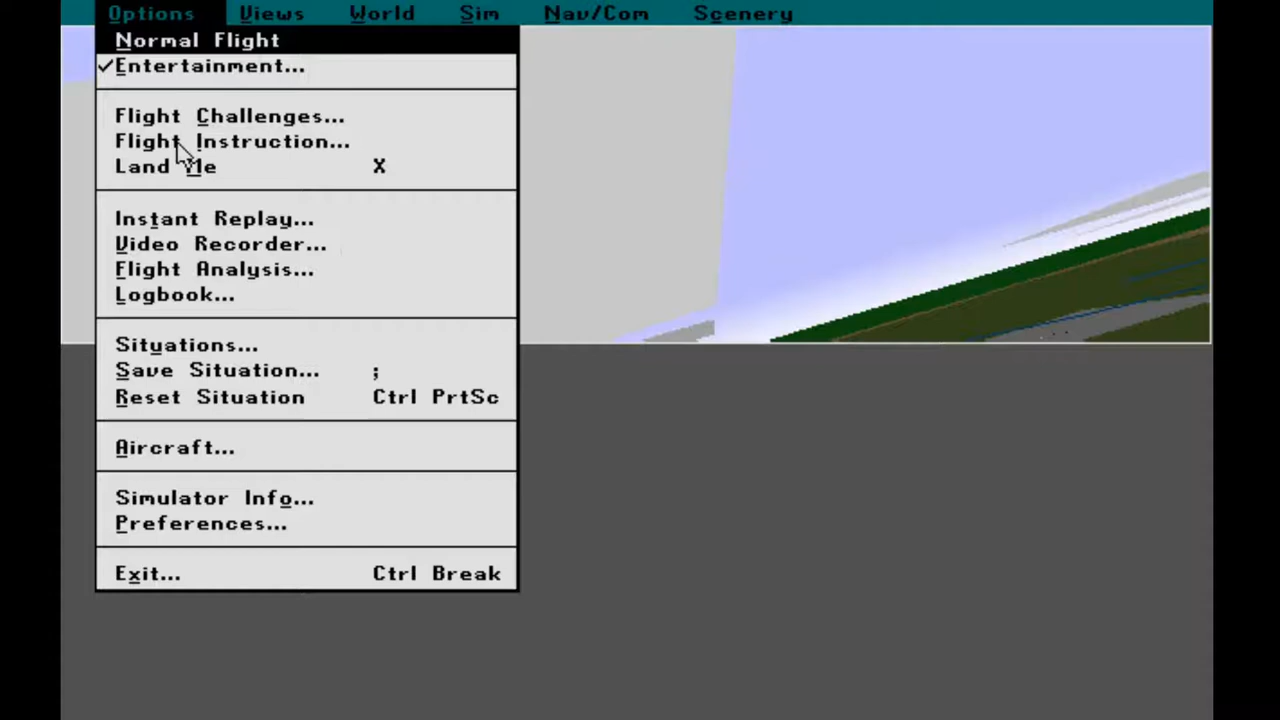 Options Views World Sim Nav/Com Scenery
Normal Flight
✓Entertainment...
Flight Challenges...
Flight Instruction...
Land Me X
Instant Replay...
Video Recorder...
Flight Analysis...
Logbook...
Situations...
Save Situation... ;
Reset Situation Ctrl PrtSc
Aircraft...
Simulator Info...
Preferences...
Exit... Ctrl Break